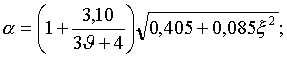 α = (1 + 3,10 / (3ϑ + 4)) √(0,405 + 0,085ξ²);